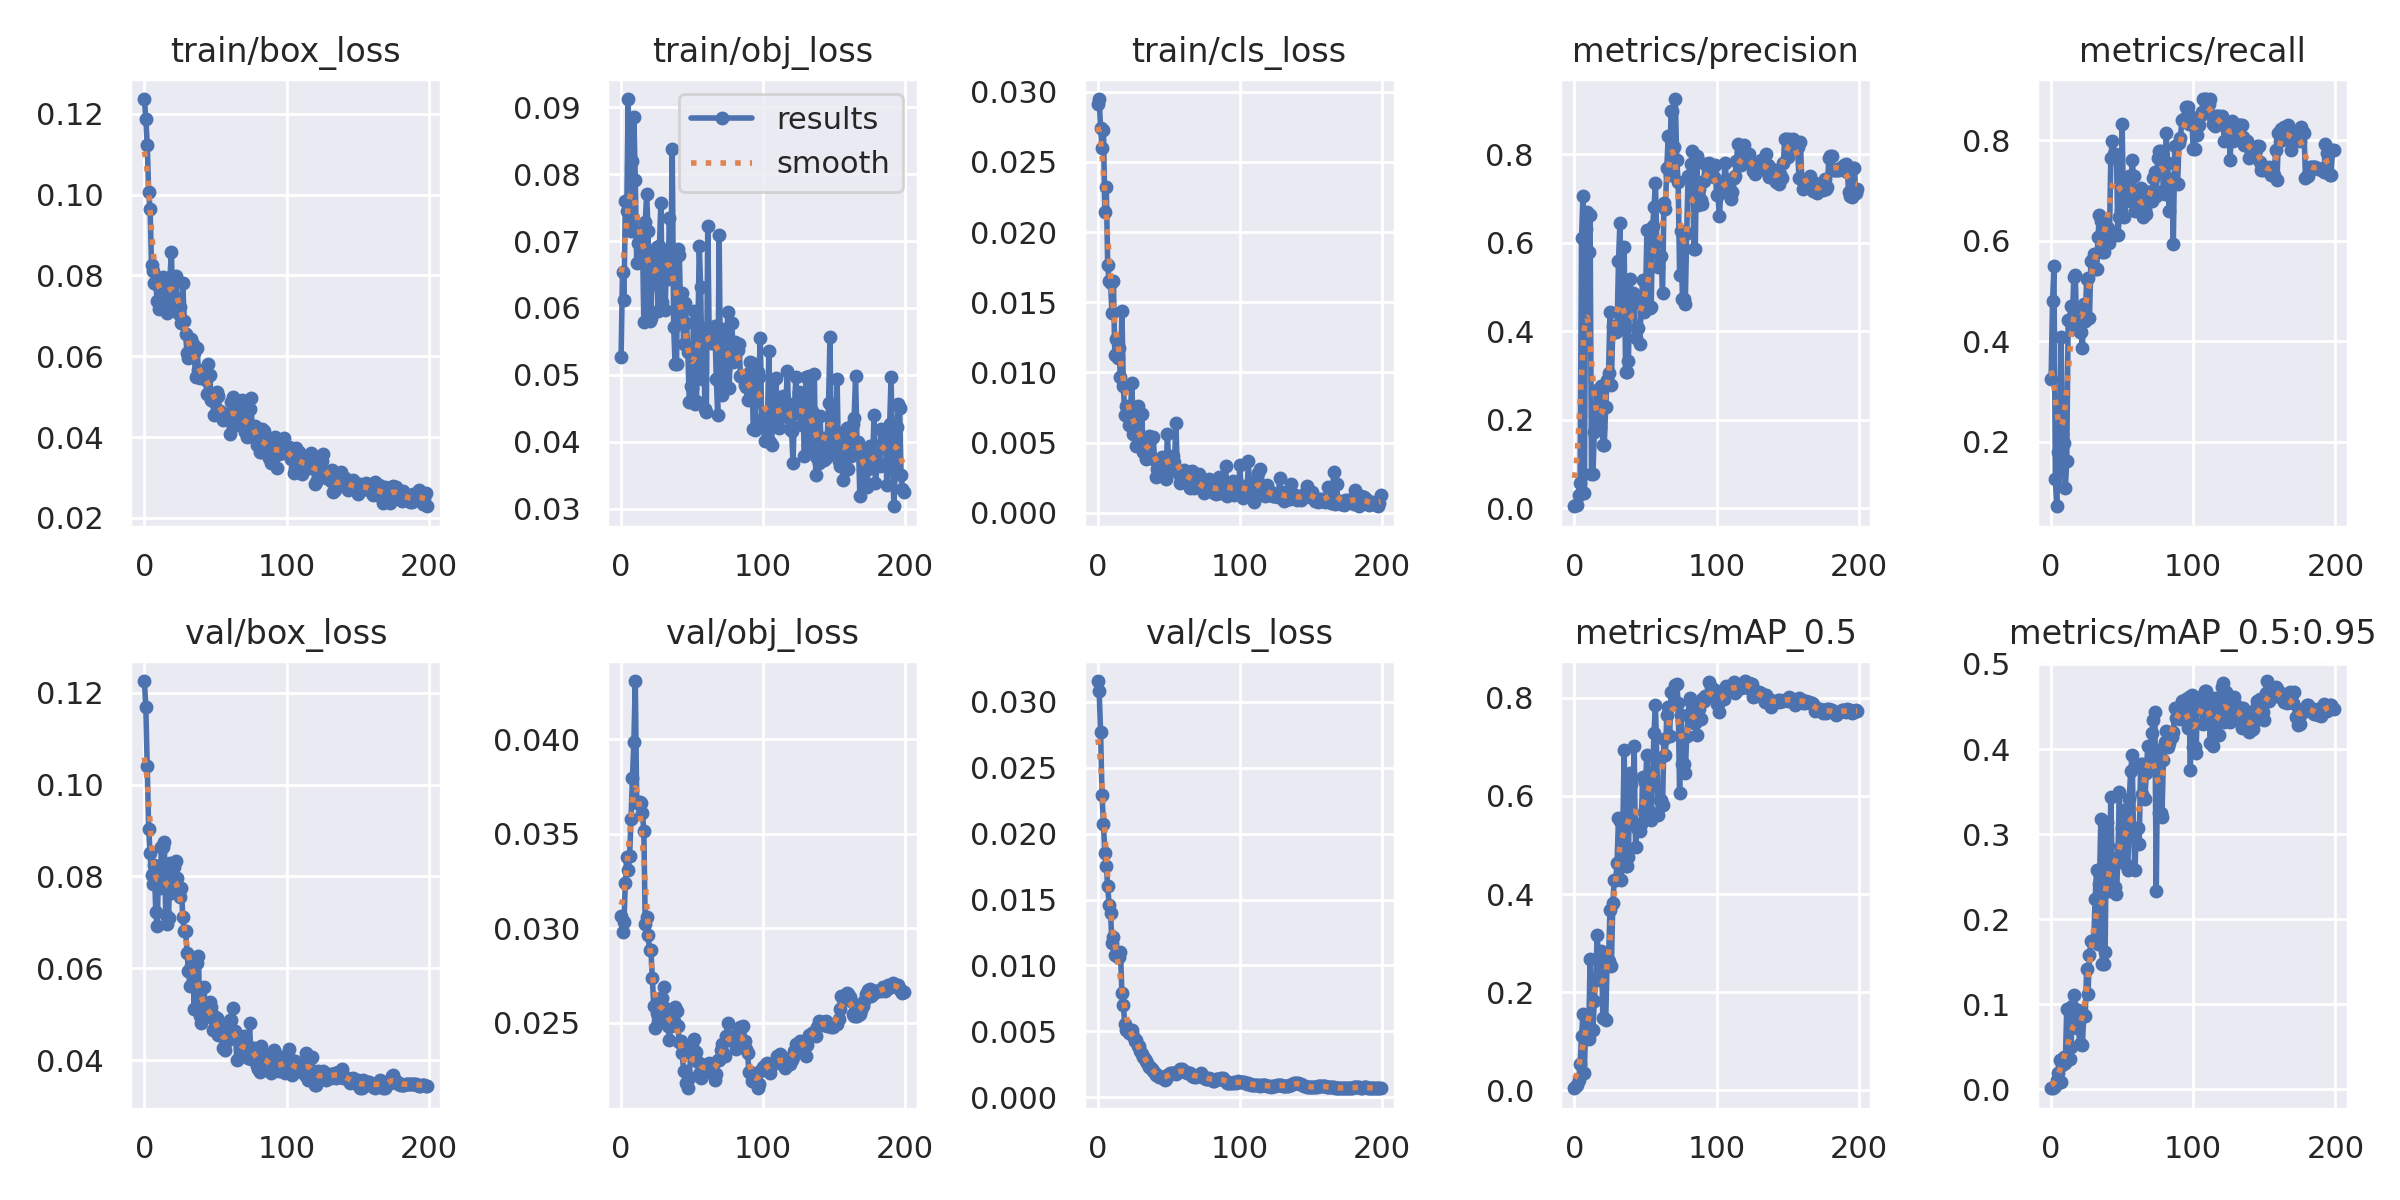 train/box_loss
0.12
0.10
0.08
0.06
0.04
0.02
0 100 200
train/obj_loss
results
smooth
0.09
0.08
0.07
0.06
0.05
0.04
0.03
0 100 200
train/cls_loss
0.030
0.025
0.020
0.015
0.010
0.005
0.000
0 100 200
metrics/precision
0.8
0.6
0.4
0.2
0.0
0 100 200
metrics/recall
0.8
0.6
0.4
0.2
0 100 200
val/box_loss
0.12
0.10
0.08
0.06
0.04
0 100 200
val/obj_loss
0.040
0.035
0.030
0.025
0 100 200
val/cls_loss
0.030
0.025
0.020
0.015
0.010
0.005
0.000
0 100 200
metrics/mAP_0.5
0.8
0.6
0.4
0.2
0.0
0 100 200
metrics/mAP_0.5:0.95
0.5
0.4
0.3
0.2
0.1
0.0
0 100 200